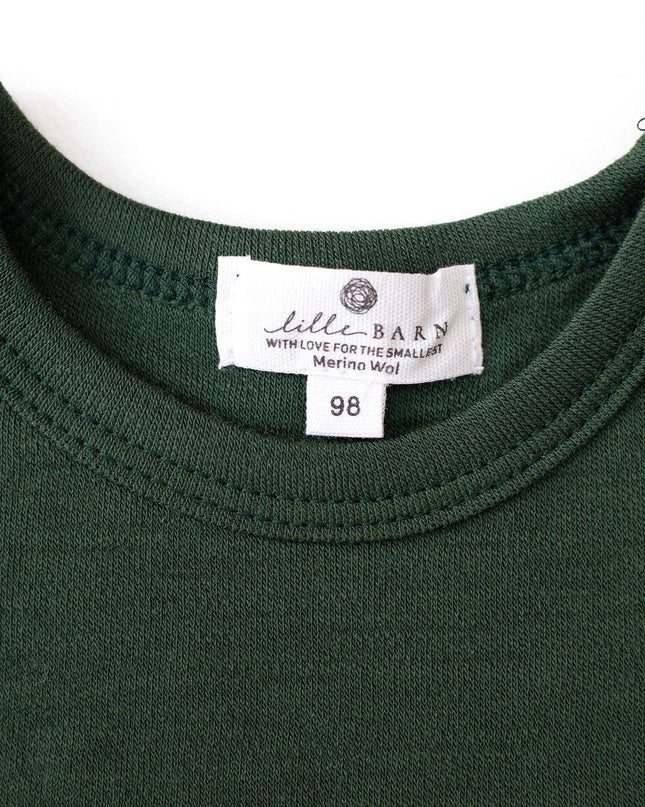 lille BARN
WITH LOVE FOR THE SMALLEST
Merino Wol
98